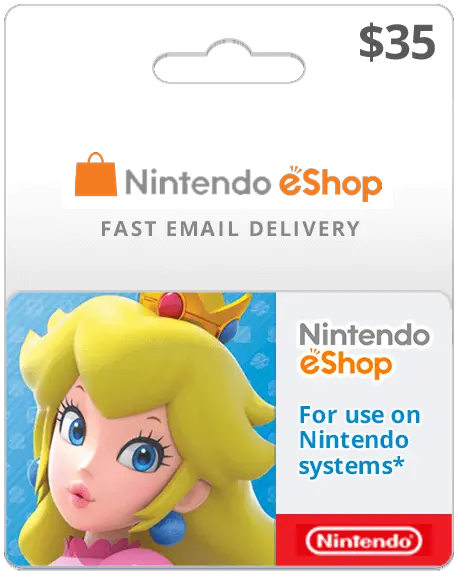 $35
Nintendo eShop
FAST EMAIL DELIVERY
Nintendo
eShop
For use on
Nintendo
systems*
Nintendo